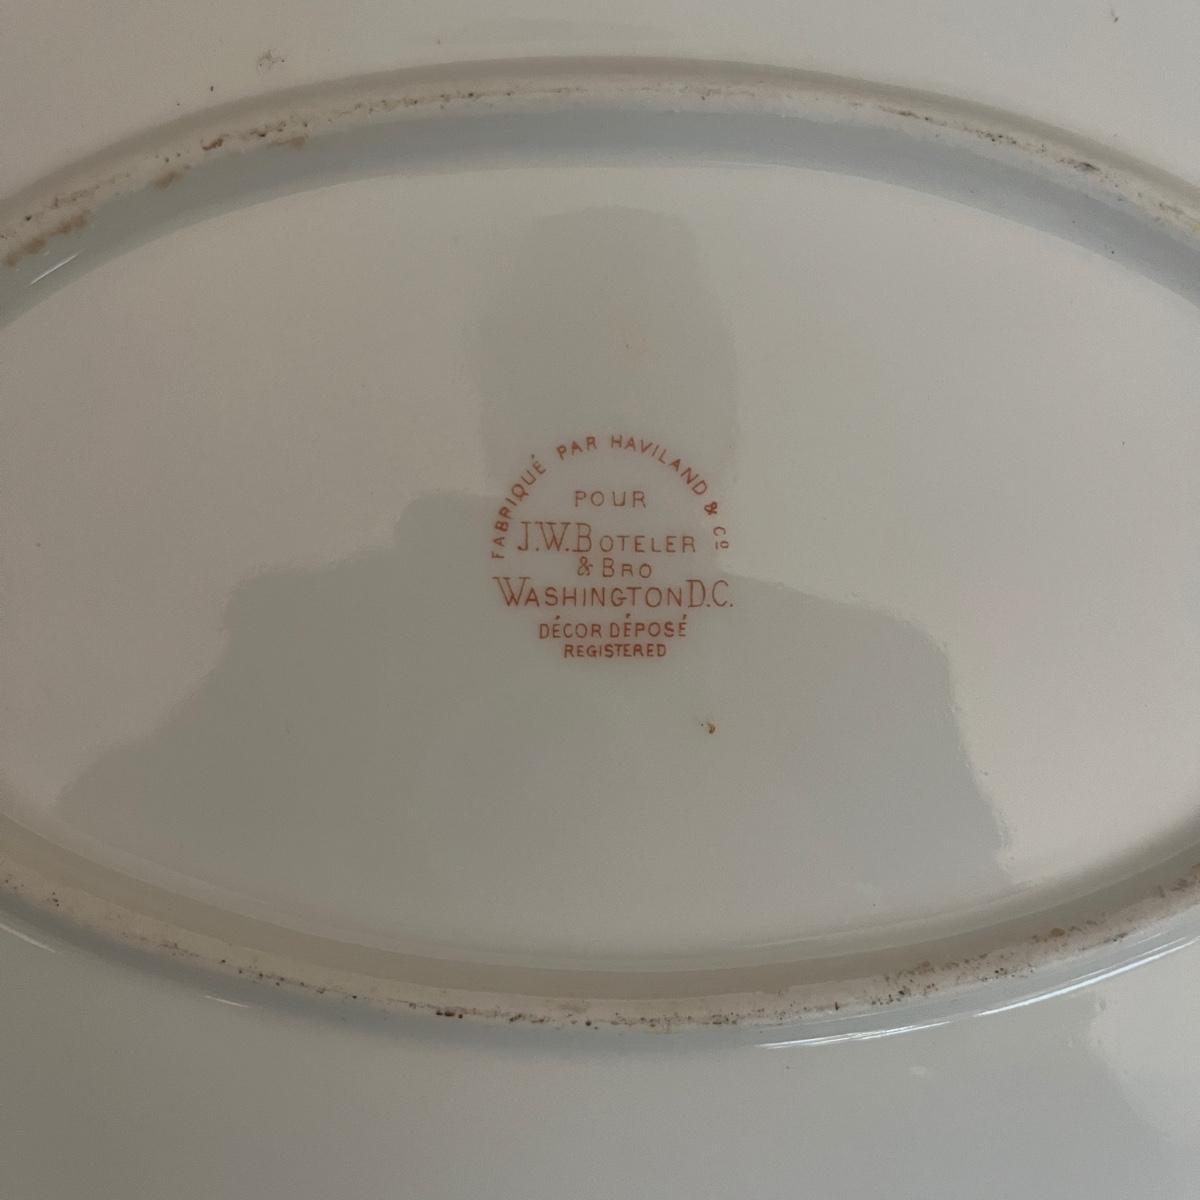 FABRIQUÉ PAR HAVILAND & Cº
POUR
J.W. BOTELER
& BRO
WASHINGTON D.C.
DÉCOR DÉPOSÉ
REGISTERED